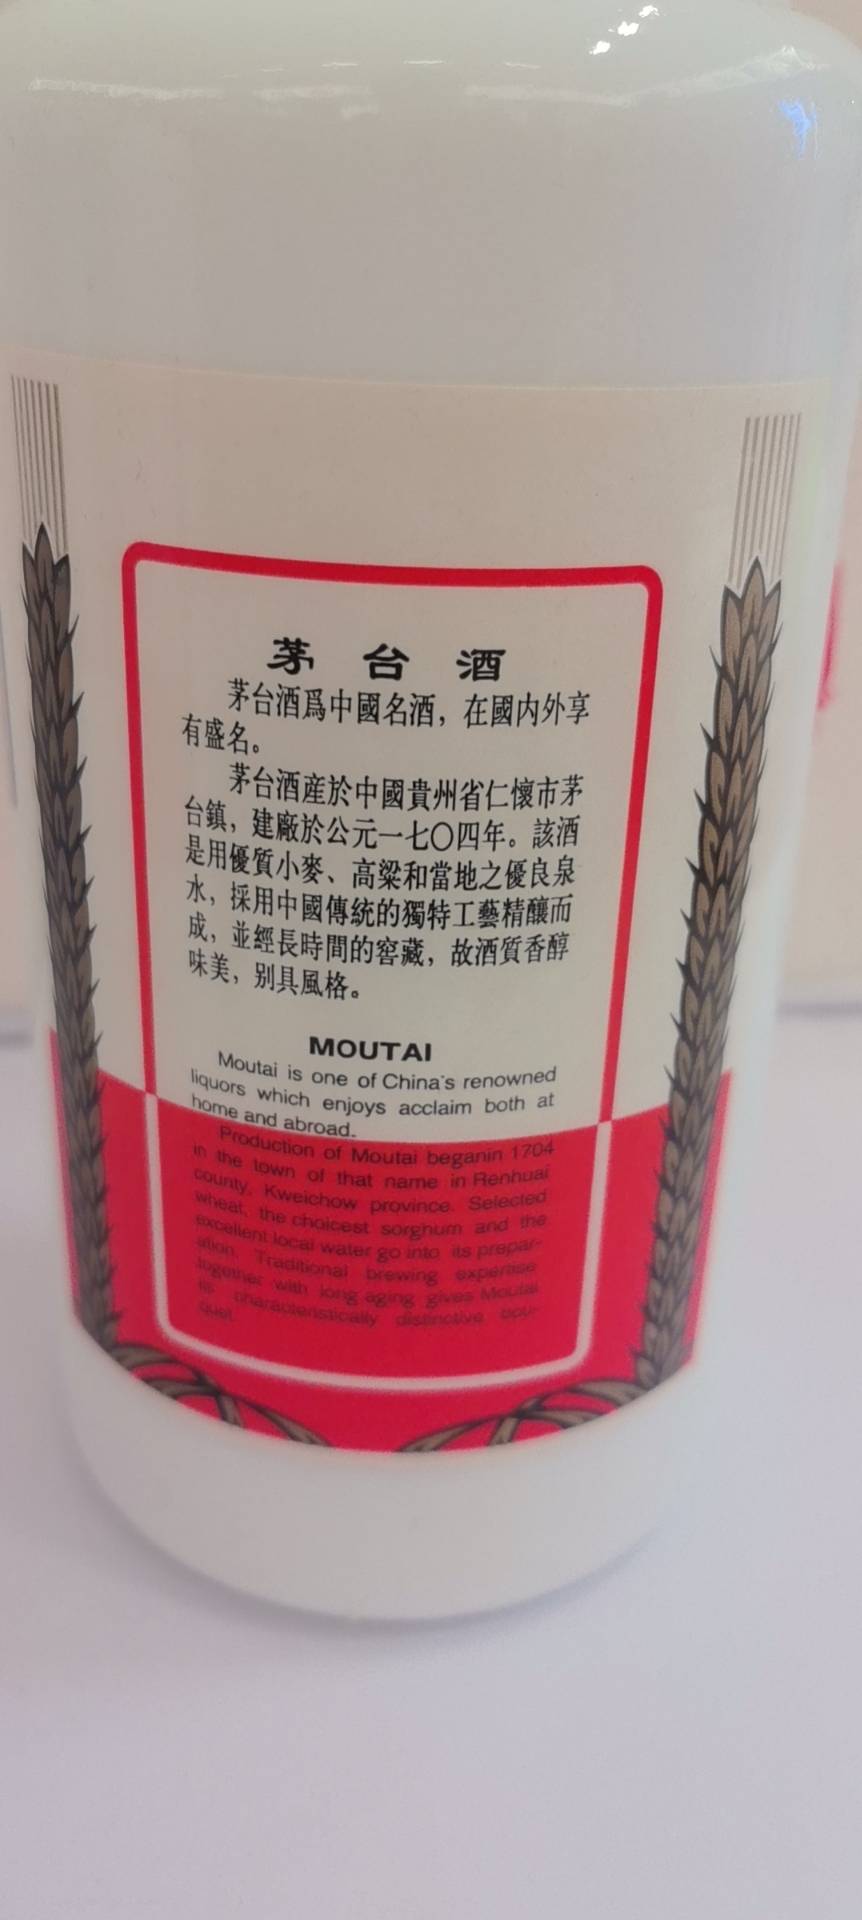 茅台酒
茅台酒爲中國名酒，在國内外享
有盛名。
茅台酒産於中國貴州省仁懷市茅
台鎮，建廠於公元一七〇四年。該酒
是用優質小麥、高粱和當地之優良泉
水，採用中國傳統的獨特工藝精釀而
成，並經長時間的窖藏，故酒質香醇
味美，别具風格。
MOUTAI
Moutai is one of China's renowned
liquors which enjoys acclaim both at
home and abroad.
Production of Moutai beganin 1704
in the town of that name in Renhuai
county, Kweichow province. Selected
wheat, the choicest sorghum and the
excellent local water go into its prepar-
ation. Traditional brewing expertise
together with long aging gives Moutai
its characteristically distinctive bou-
quet.